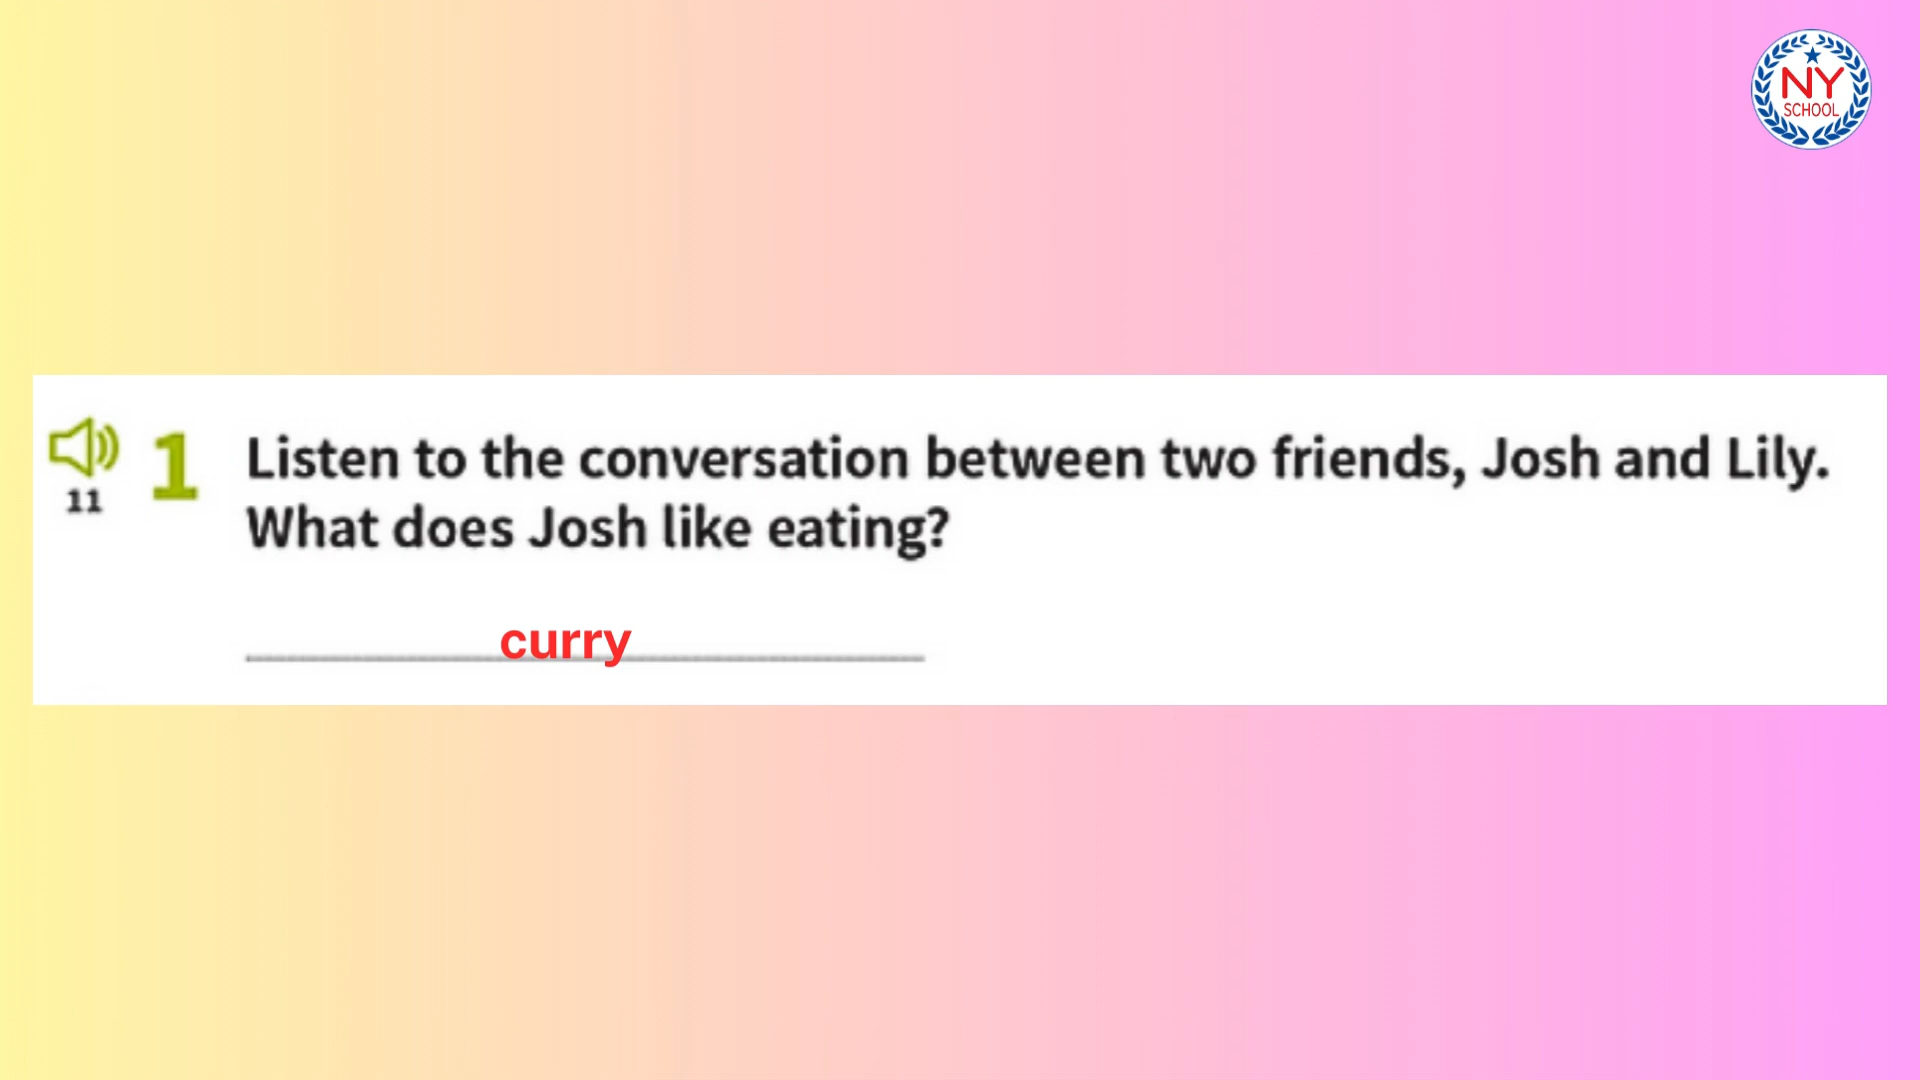 NY
SCHOOL
11
1
Listen to the conversation between two friends, Josh and Lily.
What does Josh like eating?
curry